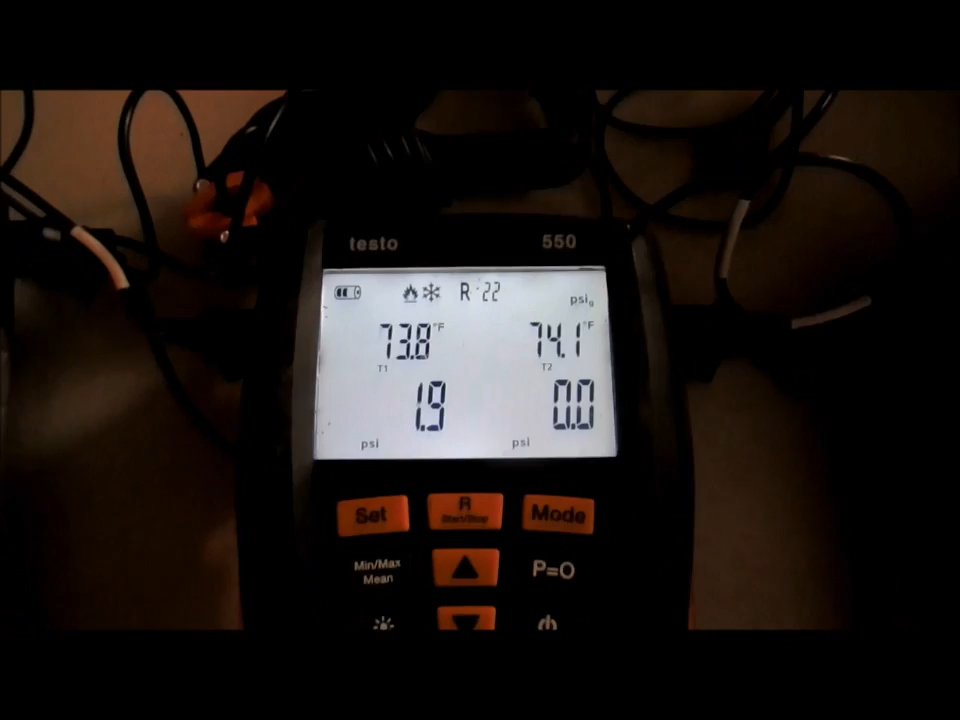 testo 550
R-22 psig
73.8 °F 74.1 °F
T1 T2
1.9 0.0
psi psi
Set R Start/Stop Mode
Min/Max Mean P=O